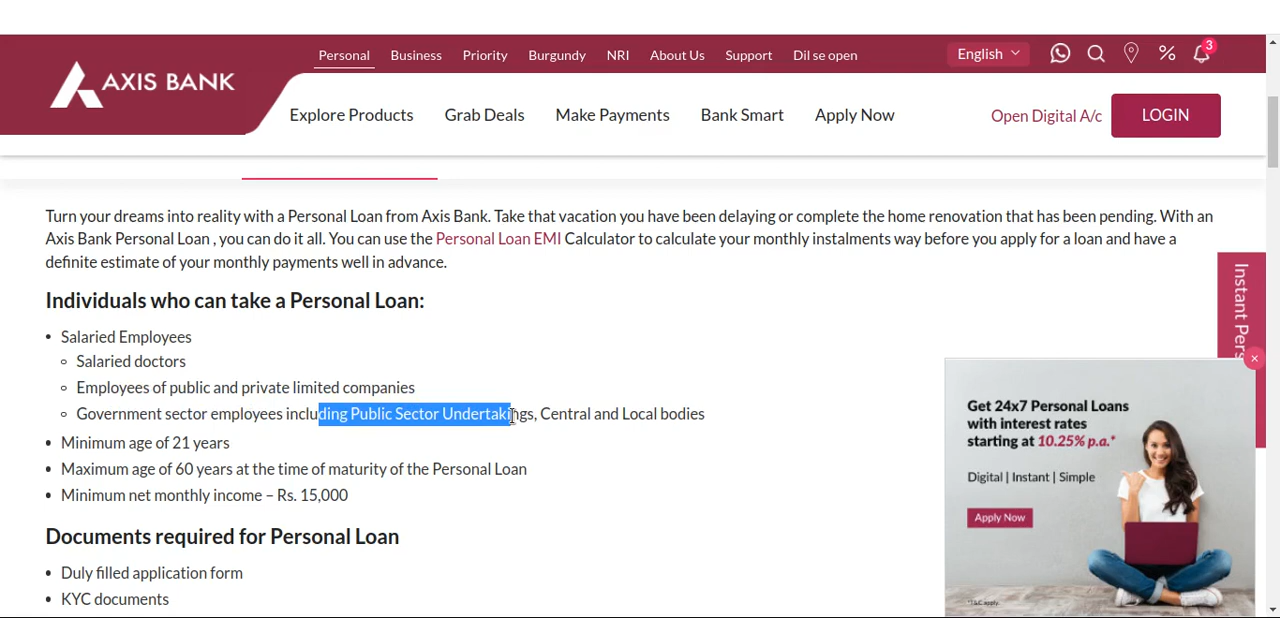 Personal Business Priority Burgundy NRI About Us Support Dil se open English 3
AXIS BANK
Explore Products Grab Deals Make Payments Bank Smart Apply Now Open Digital A/c LOGIN
Turn your dreams into reality with a Personal Loan from Axis Bank. Take that vacation you have been delaying or complete the home renovation that has been pending. With an
Axis Bank Personal Loan , you can do it all. You can use the Personal Loan EMI Calculator to calculate your monthly instalments way before you apply for a loan and have a
definite estimate of your monthly payments well in advance.
Individuals who can take a Personal Loan:
• Salaried Employees
○ Salaried doctors
○ Employees of public and private limited companies
○ Government sector employees including Public Sector Undertakings, Central and Local bodies
• Minimum age of 21 years
• Maximum age of 60 years at the time of maturity of the Personal Loan
• Minimum net monthly income – Rs. 15,000
Documents required for Personal Loan
• Duly filled application form
• KYC documents
Instant Pers
Get 24x7 Personal Loans
with interest rates
starting at 10.25% p.a.*
Digital | Instant | Simple
Apply Now
*T&C apply.